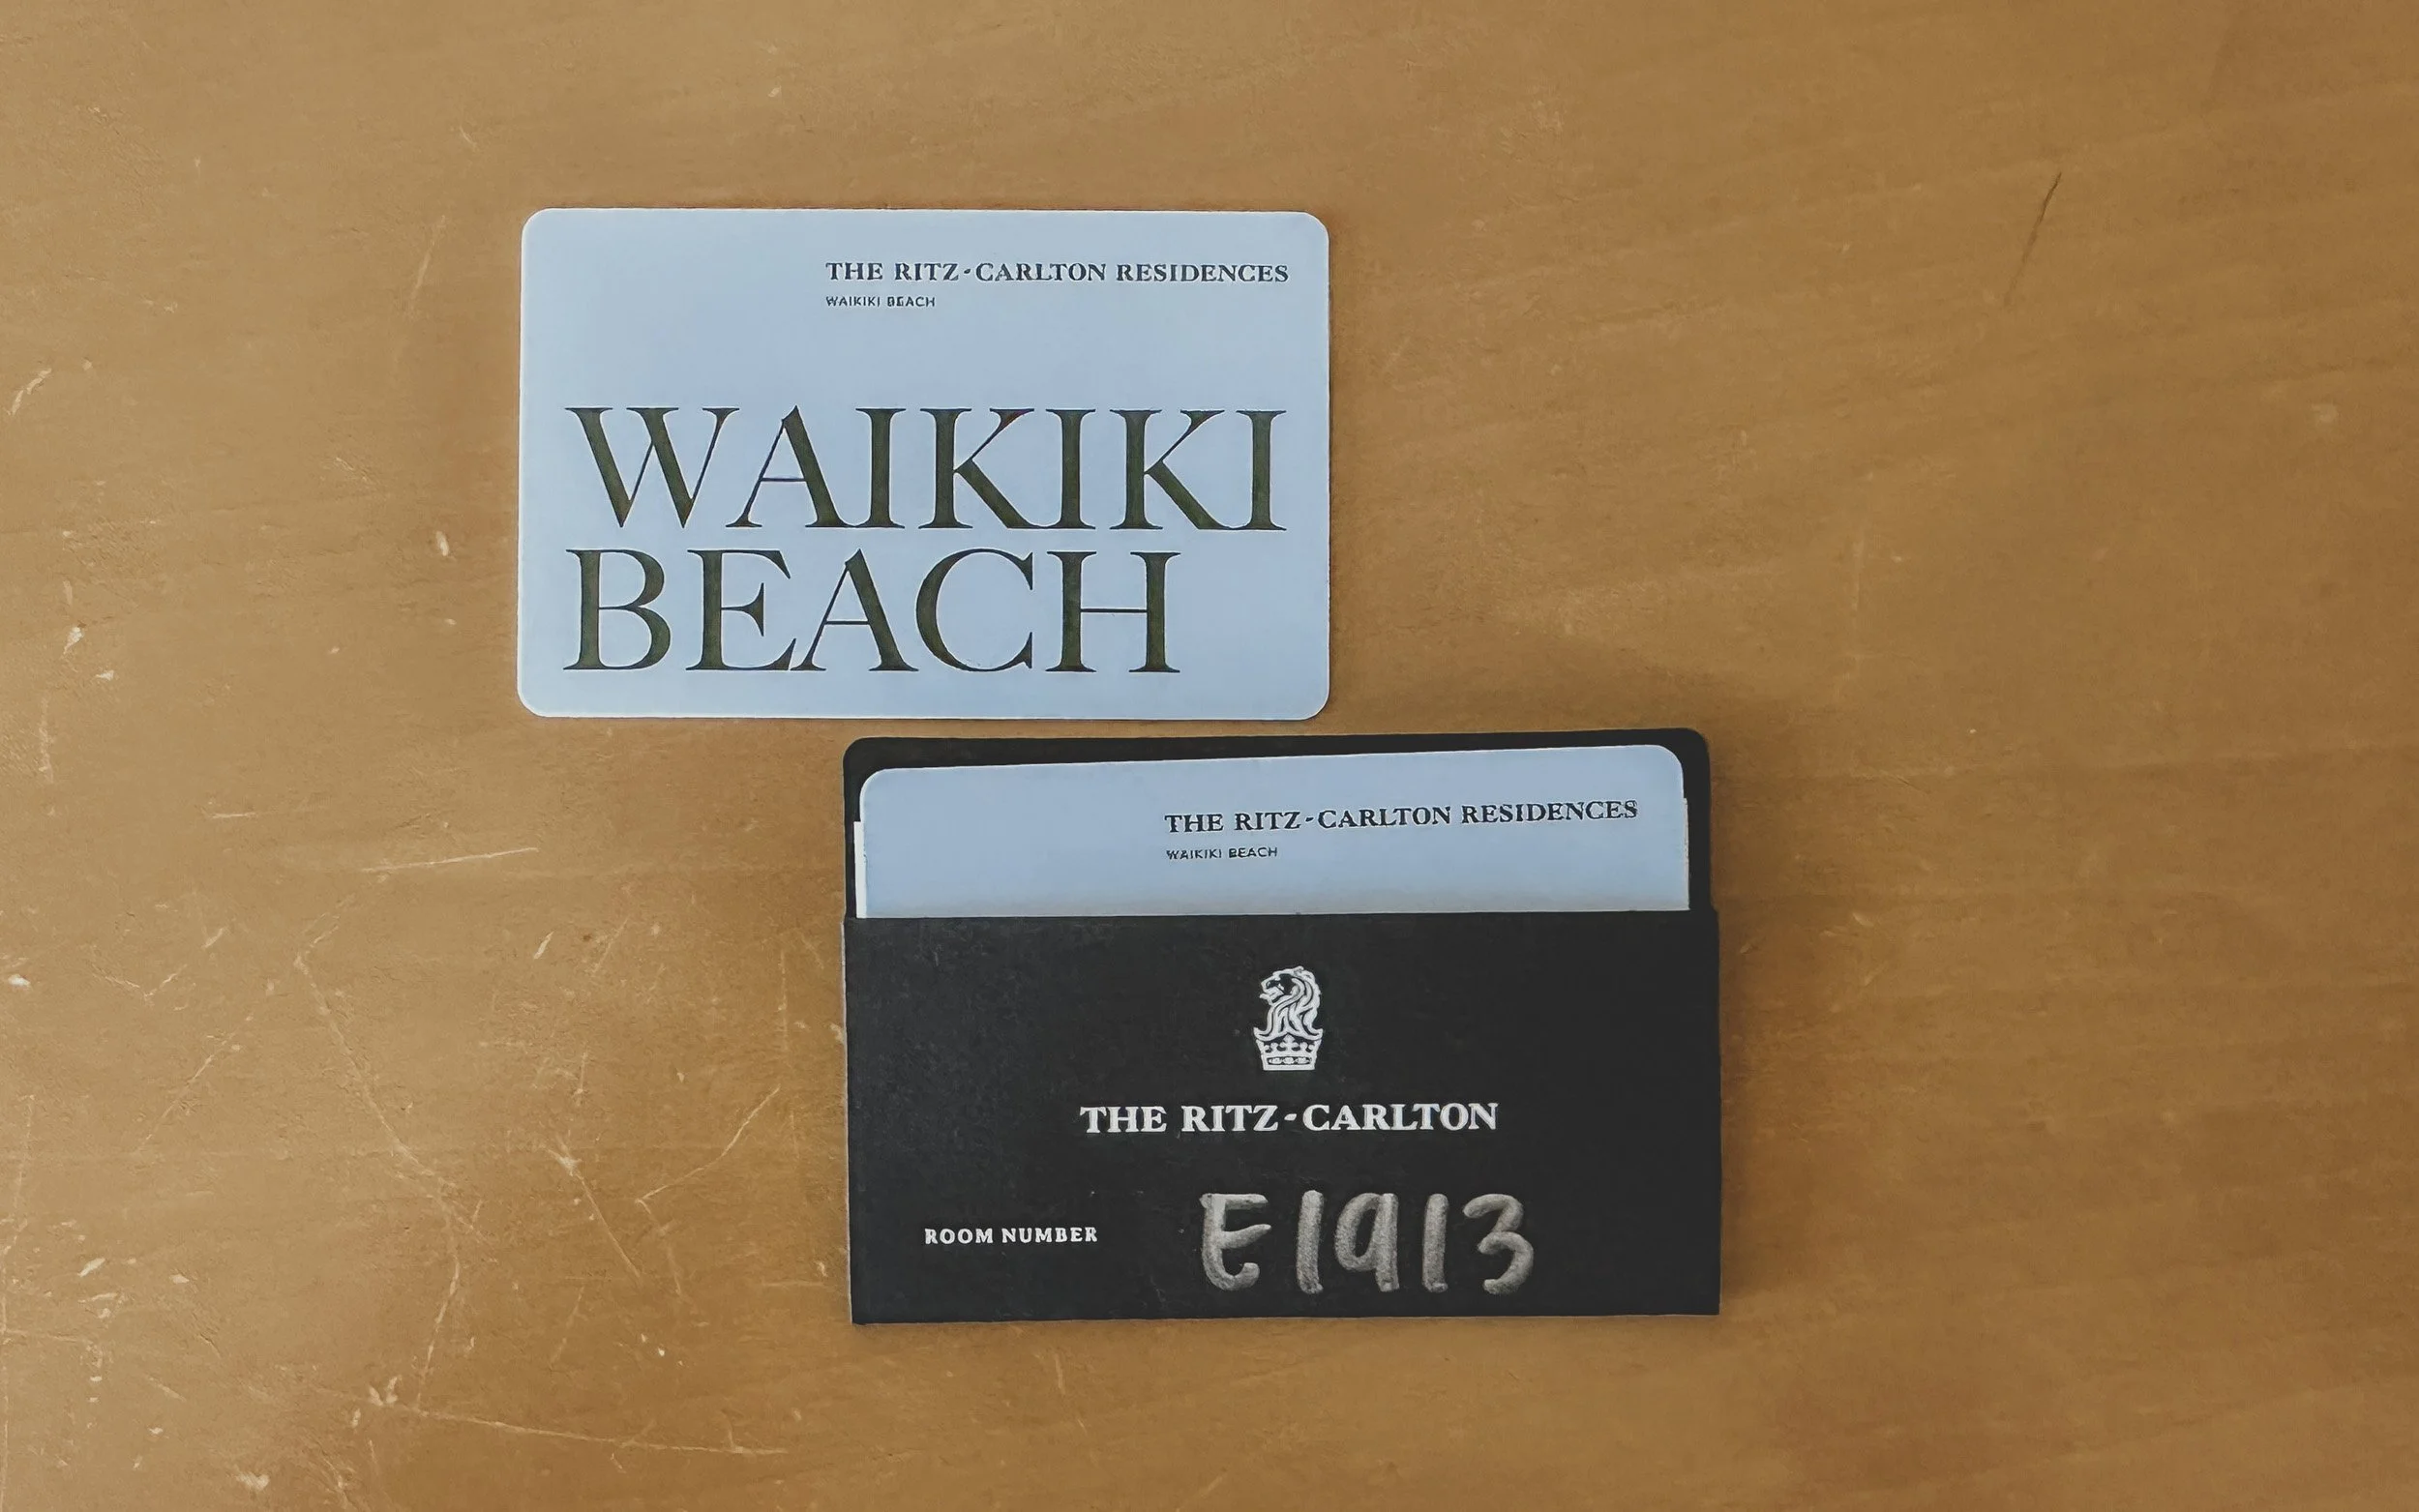 THE RITZ-CARLTON RESIDENCES
WAIKIKI BEACH
WAIKIKI
BEACH
THE RITZ-CARLTON RESIDENCES
WAIKIKI BEACH
THE RITZ-CARLTON
ROOM NUMBER E1913